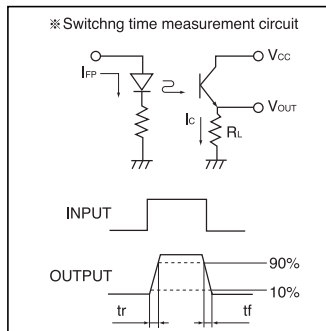 ※Switchng time measurement circuit
IFP
VCC
VOUT
IC
RL
INPUT
OUTPUT
90%
10%
tr
tf